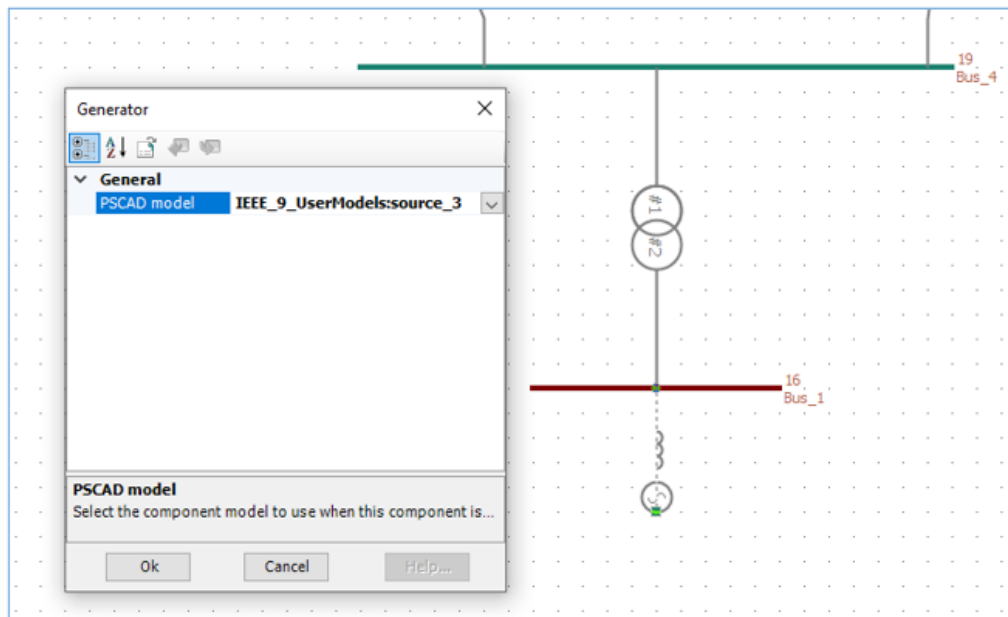 19
Bus_4
Generator
A
Z
General
PSCAD model IEEE_9_UserModels:source_3
#1
#2
16
Bus_1
S
PSCAD model
Select the component model to use when this component is...
Ok Cancel Help...